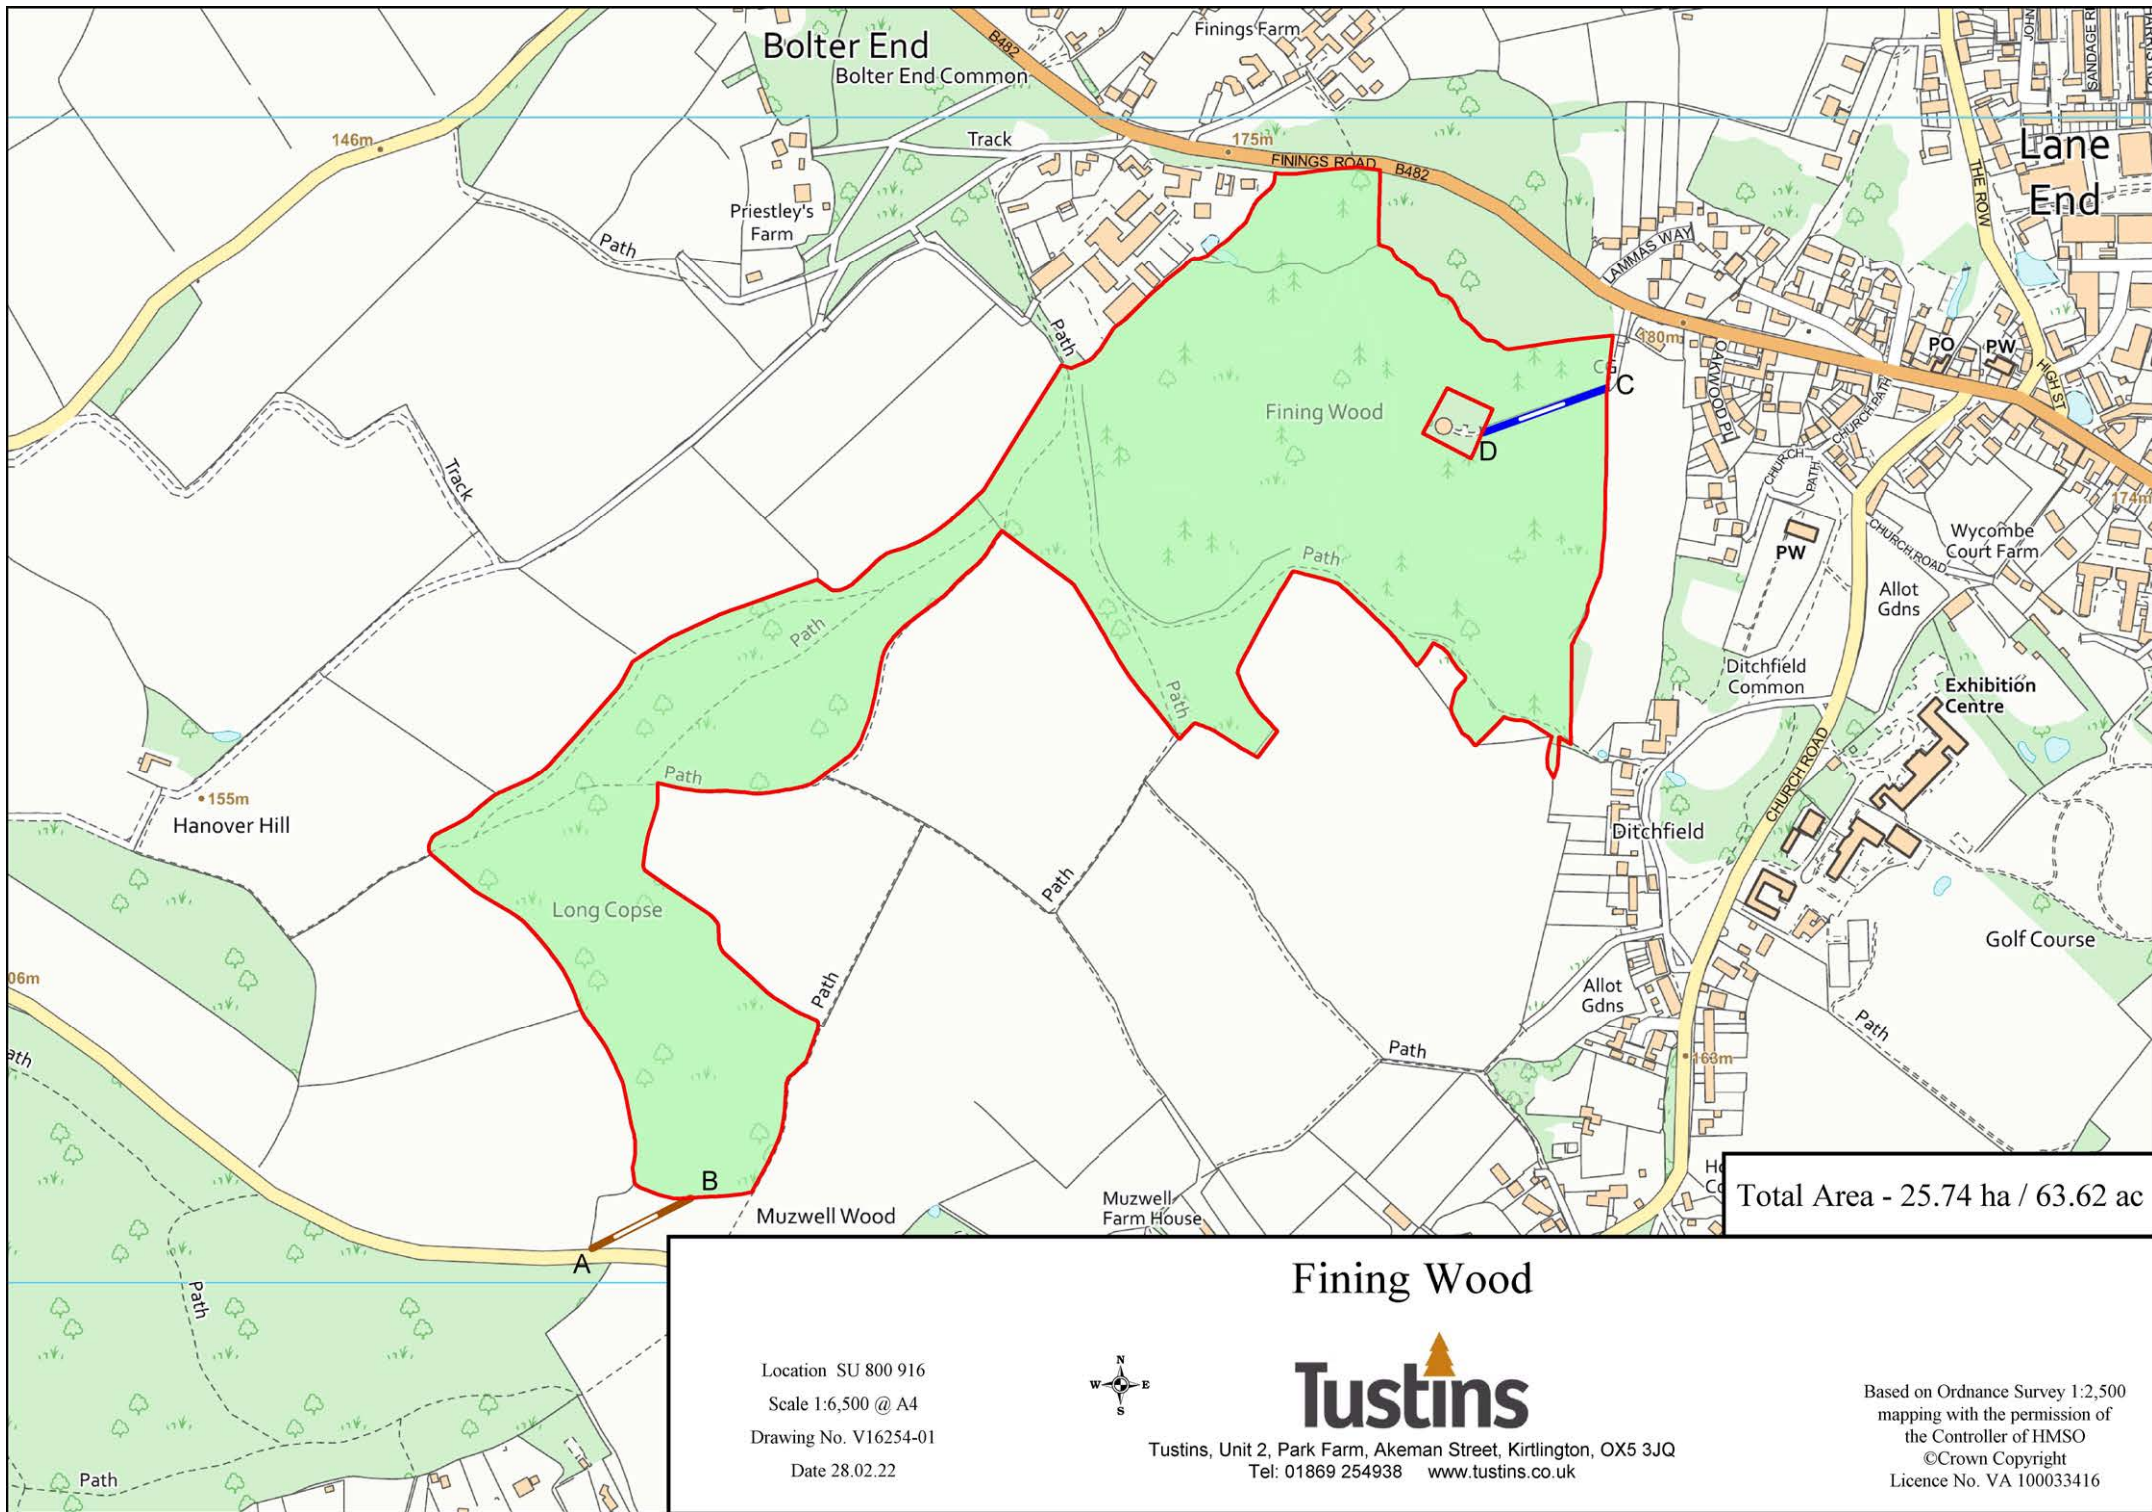 Bolter End
Bolter End Common
Finings Farm
B482
146m
Track
175m
FININGS ROAD
B482
THE ROW
Lane
End
Priestley's
Farm
Path
LAMMAS WAY
Path
180m
OAKWOOD PL
PO
PW
HIGH ST
CHURCH PATH
C
Fining Wood
D
Track
CHURCH
PATH
174m
PW
CHURCH ROAD
Wycombe
Court Farm
Path
Allot
Gdns
Path
Ditchfield
Common
Exhibition
Centre
Path
Path
155m
Hanover Hill
CHURCH ROAD
Ditchfield
Long Copse
Path
Golf Course
06m
Path
Allot
Gdns
Path
Path
163m
ath
B
Muzwell Wood
Muzwell
Farm House
A
Path
Path
Total Area - 25.74 ha / 63.62 ac
Fining Wood
Location SU 800 916
Scale 1:6,500 @ A4
Drawing No. V16254-01
Date 28.02.22
N
W E
S
Tustins
Tustins, Unit 2, Park Farm, Akeman Street, Kirtlington, OX5 3JQ
Tel: 01869 254938 www.tustins.co.uk
Based on Ordnance Survey 1:2,500
mapping with the permission of
the Controller of HMSO
©Crown Copyright
Licence No. VA 100033416